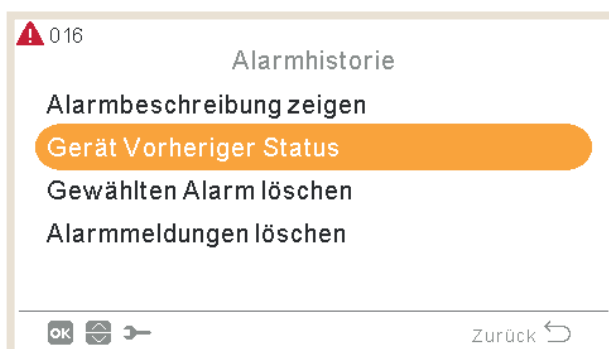 016
Alarmhistorie
Alarmbeschreibung zeigen
Gerät Vorheriger Status
Gewählten Alarm löschen
Alarmmeldungen löschen
OK
Zurück